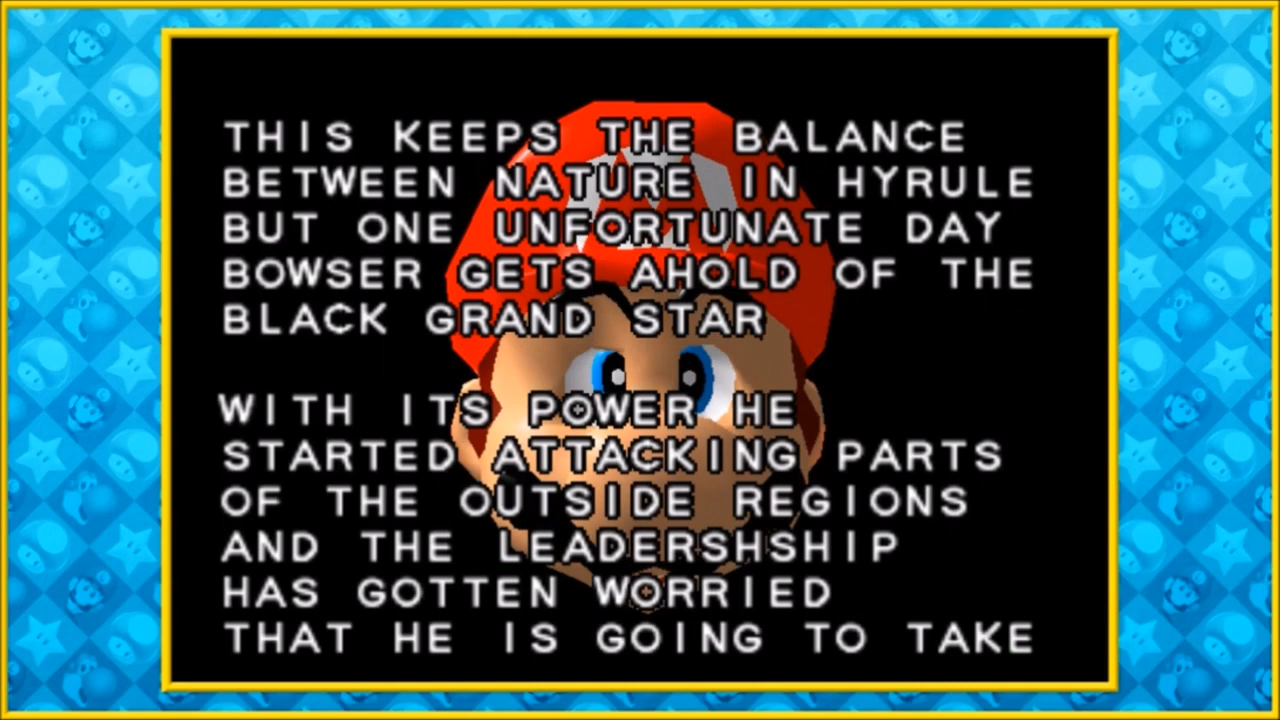 THIS KEEPS THE BALANCE
BETWEEN NATURE IN HYRULE
BUT ONE UNFORTUNATE DAY
BOWSER GETS AHOLD OF THE
BLACK GRAND STAR
WITH ITS POWER HE
STARTED ATTACKING PARTS
OF THE OUTSIDE REGIONS
AND THE LEADERSHSHIP
HAS GOTTEN WORRIED
THAT HE IS GOING TO TAKE